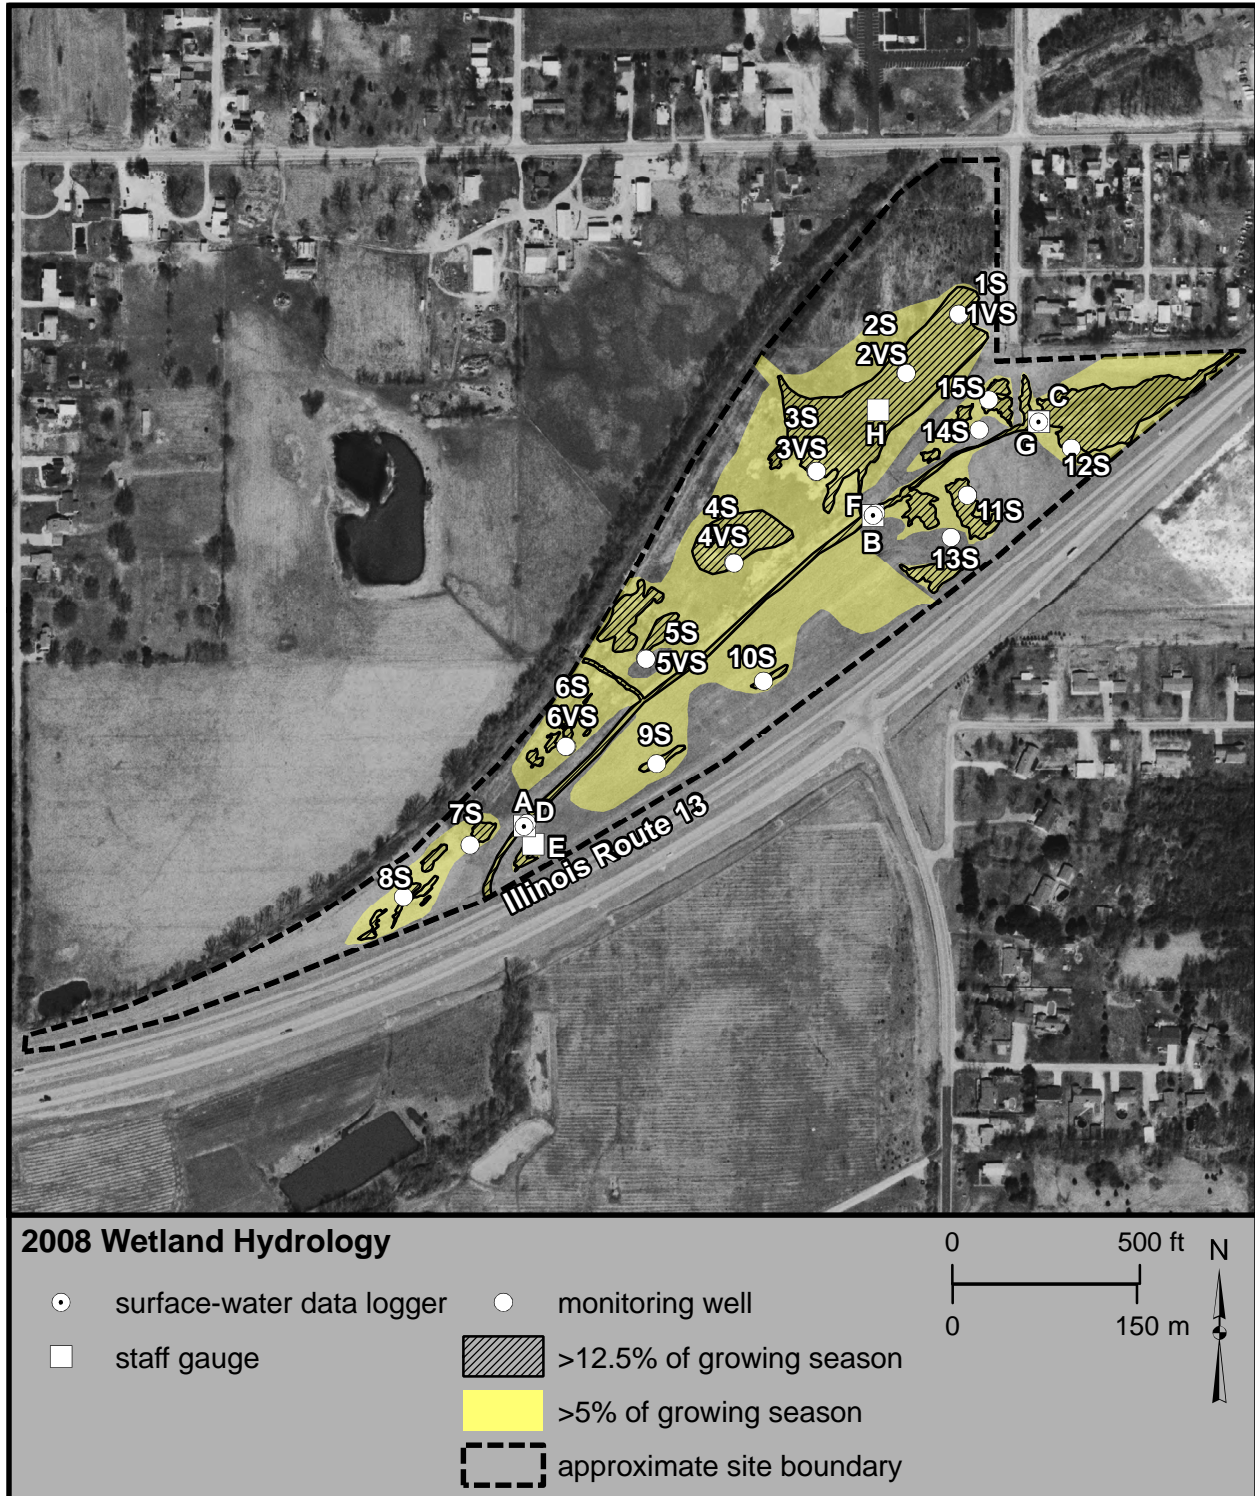 1S
1VS
2S
2VS
15S
C
3S
3VS
H
14S
G
12S
4S
4VS
F
B
11S
13S
5S
5VS
10S
6S
6VS
9S
7S
A
D
E
8S
Illinois Route 13
2008 Wetland Hydrology
surface-water data logger
monitoring well
staff gauge
>12.5% of growing season
>5% of growing season
approximate site boundary
0 500 ft
0 150 m
N